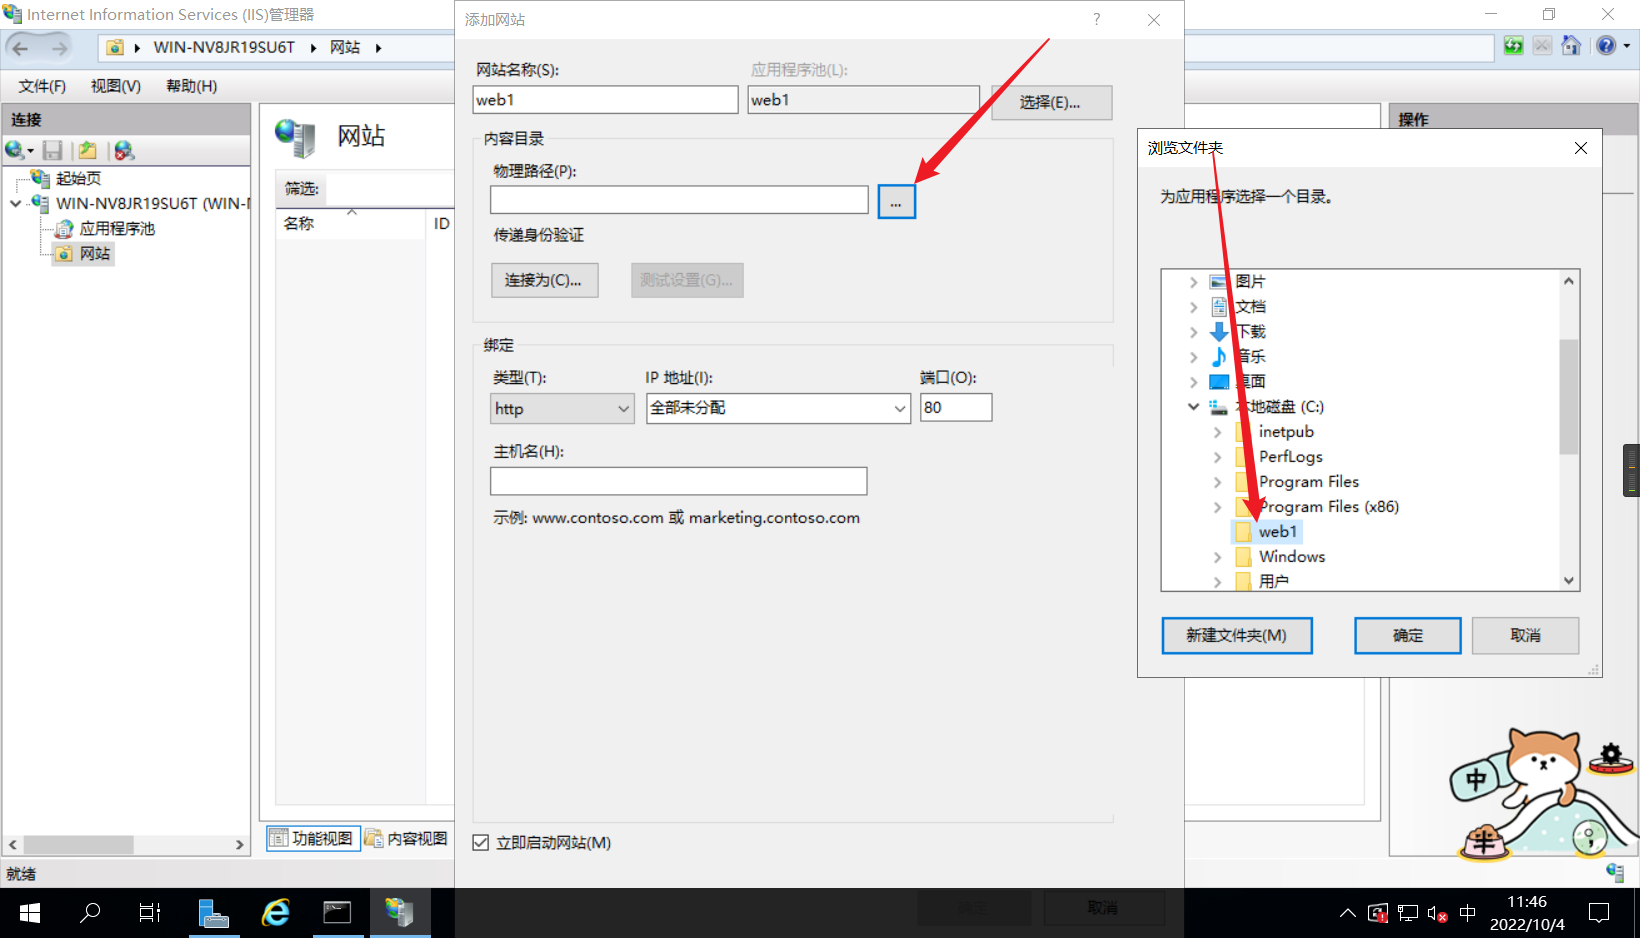 Internet Information Services (IIS)管理器
WIN-NV8JR19SU6T
网站
文件(F)
视图(V)
帮助(H)
连接
起始页
WIN-NV8JR19SU6T (WIN-N
应用程序池
网站
就绪
网站
筛选:
名称
ID
功能视图
内容视图
添加网站
?
网站名称(S):
web1
应用程序池(L):
web1
选择(E)...
内容目录
物理路径(P):
...
传递身份验证
连接为(C)...
测试设置(G)...
绑定
类型(T):
http
IP 地址(I):
全部未分配
端口(O):
80
主机名(H):
示例: www.contoso.com 或 marketing.contoso.com
立即启动网站(M)
取消
操作
浏览文件夹
为应用程序选择一个目录。
图片
文档
下载
音乐
桌面
本地磁盘 (C:)
inetpub
PerfLogs
Program Files
Program Files (x86)
web1
Windows
用户
新建文件夹(M)
确定
取消
中
半
中
11:46
2022/10/4